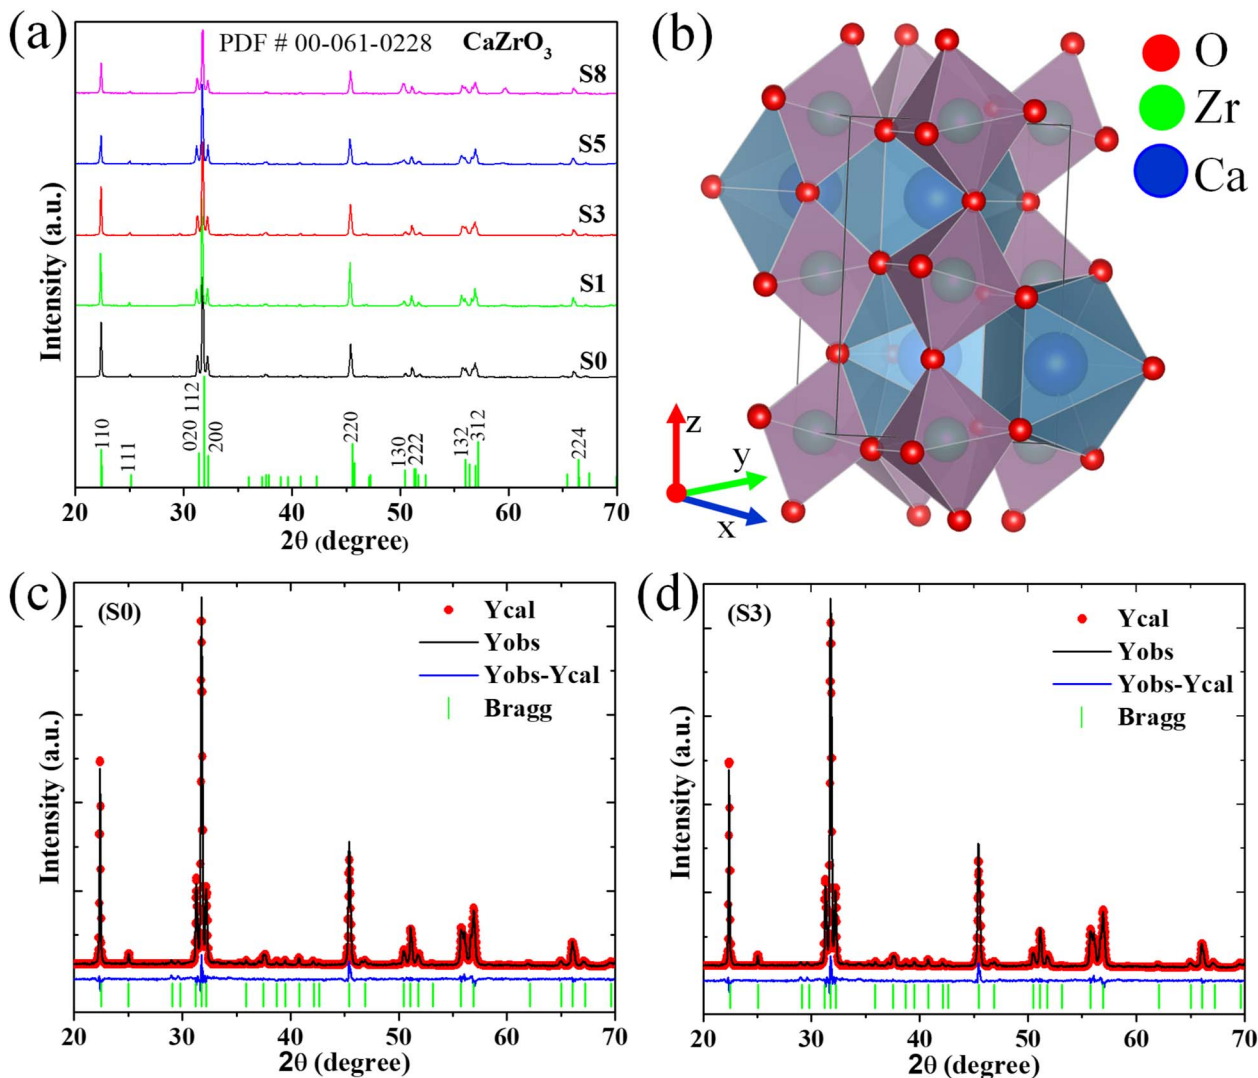 (a)
PDF # 00-061-0228 CaZrO3
S8
S5
S3
S1
S0
Intensity (a.u.)
110
111
020
112
200
220
130
222
132
312
224
20 30 40 50 60 70
2θ (degree)
(b)
O
Zr
Ca
z
y
x
(c)
(S0)
Ycal
Yobs
Yobs-Ycal
Bragg
Intensity (a.u.)
20 30 40 50 60 70
2θ (degree)
(d)
(S3)
Ycal
Yobs
Yobs-Ycal
Bragg
Intensity (a.u.)
20 30 40 50 60 70
2θ (degree)